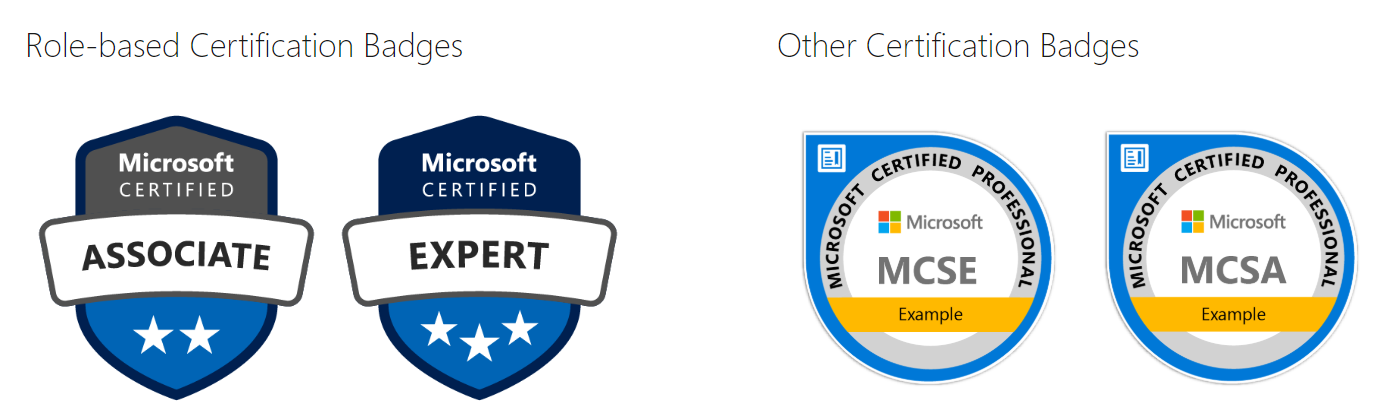 Role-based Certification Badges
Other Certification Badges
Microsoft
CERTIFIED
ASSOCIATE
Microsoft
CERTIFIED
EXPERT
MICROSOFT CERTIFIED PROFESSIONAL
Microsoft
MCSE
Example
MICROSOFT CERTIFIED PROFESSIONAL
Microsoft
MCSA
Example